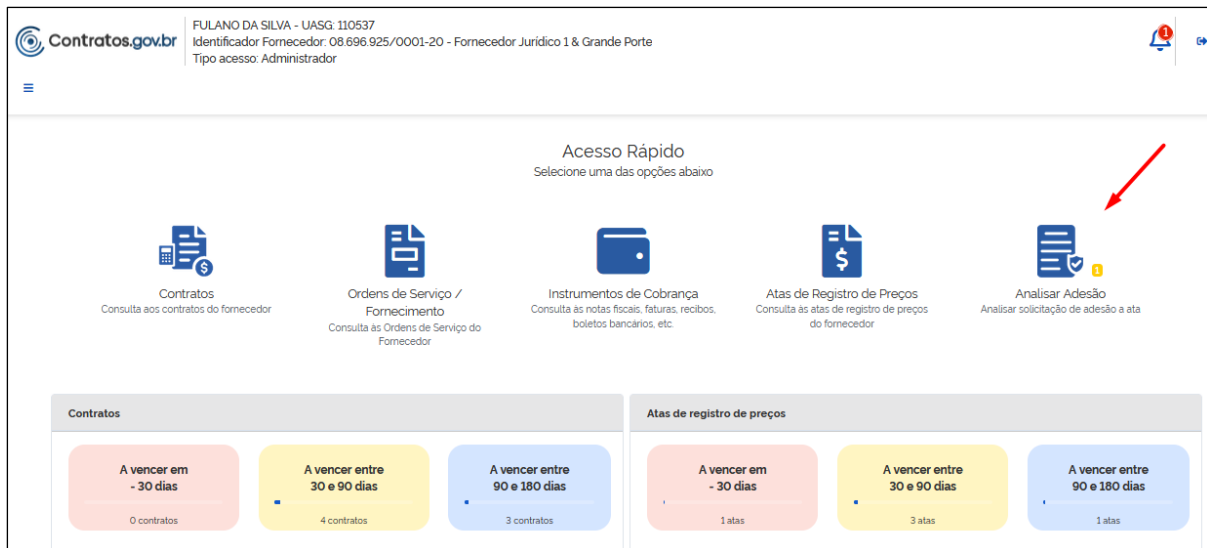 Contratos.gov.br
FULANO DA SILVA - UASG: 110537
Identificador Fornecedor: 08.696.925/0001-20 - Fornecedor Jurídico 1 & Grande Porte
Tipo acesso: Administrador
1
Acesso Rápido
Selecione uma das opções abaixo
1
Contratos
Consulta aos contratos do fornecedor
Ordens de Serviço /
Fornecimento
Consulta às Ordens de Serviço do
Fornecedor
Instrumentos de Cobrança
Consulta às notas fiscais, faturas, recibos,
boletos bancários, etc.
Atas de Registro de Preços
Consulta às atas de registro de preços
do fornecedor
Analisar Adesão
Analisar solicitação de adesão a ata
Contratos
A vencer em
- 30 dias
0 contratos
A vencer entre
30 e 90 dias
4 contratos
A vencer entre
90 e 180 dias
3 contratos
Atas de registro de preços
A vencer em
- 30 dias
1 atas
A vencer entre
30 e 90 dias
3 atas
A vencer entre
90 e 180 dias
1 atas